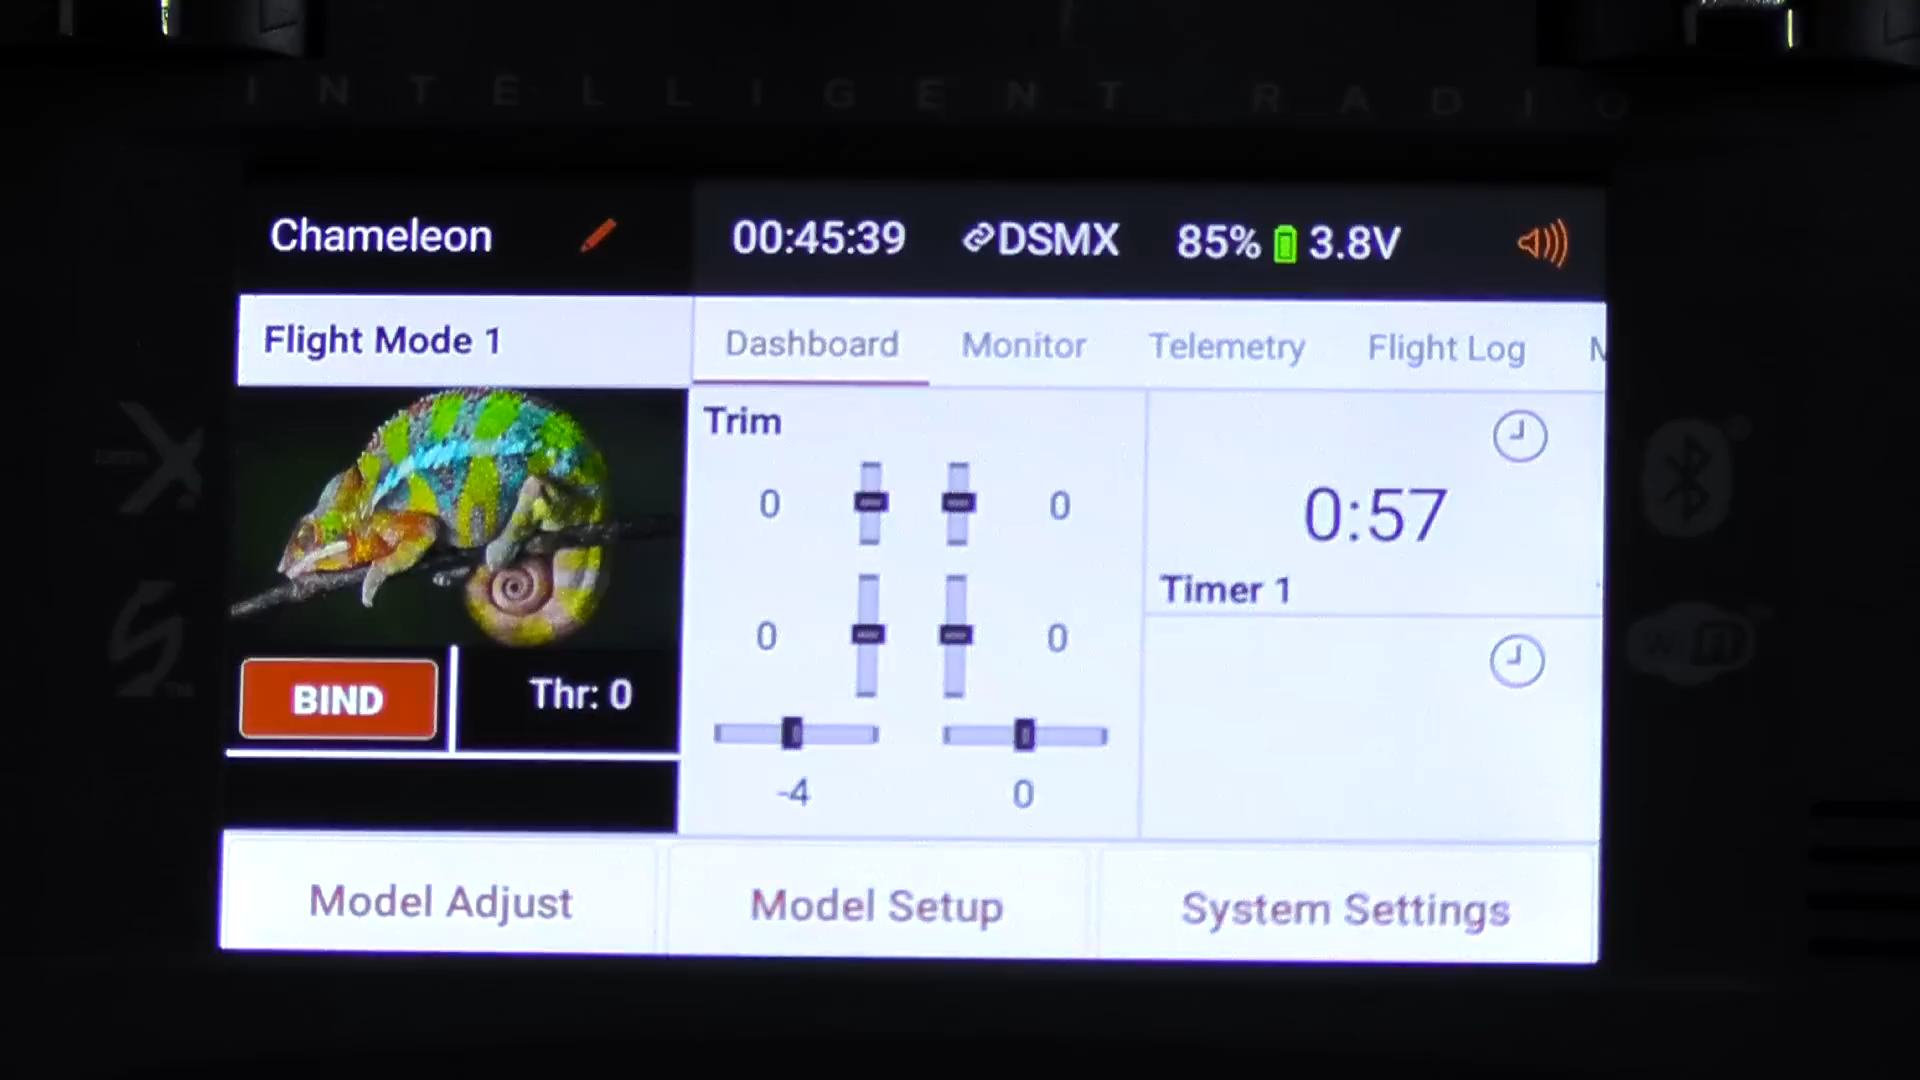 INTELLIGENT RADIO
Chameleon
00:45:39 DSMX 85% 3.8V
Flight Mode 1
Dashboard Monitor Telemetry Flight Log
Trim
0 0
0:57
Timer 1
0 0
BIND Thr: 0
-4 0
Model Adjust Model Setup System Settings